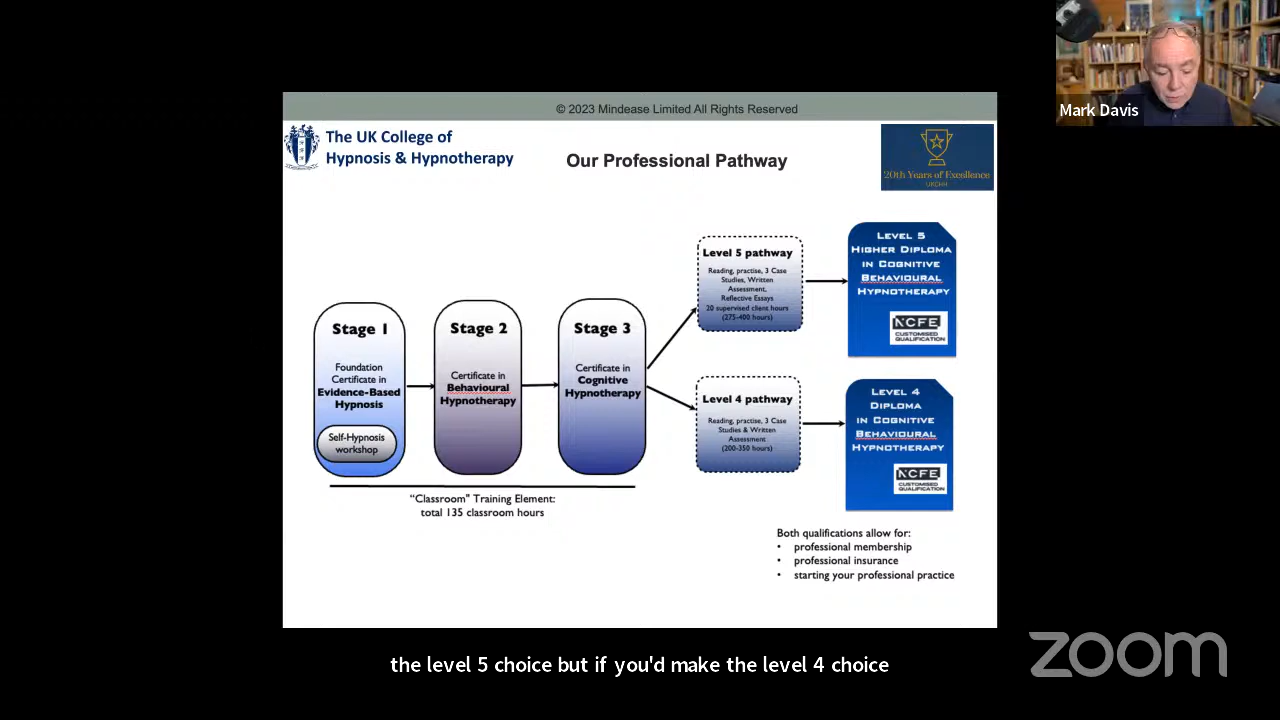 Mark Davis
© 2023 Mindease Limited All Rights Reserved
The UK College of
Hypnosis & Hypnotherapy
Our Professional Pathway
20th Years of Excellence
UKCHH
Stage 1
Foundation
Certificate in
Evidence-Based
Hypnosis
Self-Hypnosis
workshop
Stage 2
Certificate in
Behavioural
Hypnotherapy
Stage 3
Certificate in
Cognitive
Hypnotherapy
"Classroom" Training Element:
total 135 classroom hours
Level 5 pathway
Reading, practise, 3 Case
Studies, Written
Assessment,
Reflective Essays
20 supervised client hours
(275-400 hours)
Level 5
Higher Diploma
in Cognitive
Behavioural
Hypnotherapy
NCFE
CUSTOMISED
QUALIFICATION
Level 4 pathway
Reading, practise, 3 Case
Studies & Written
Assessment
(200-350 hours)
Level 4
Diploma
in Cognitive
Behavioural
Hypnotherapy
NCFE
CUSTOMISED
QUALIFICATION
Both qualifications allow for:
• professional membership
• professional insurance
• starting your professional practice
the level 5 choice but if you'd make the level 4 choice
zoom